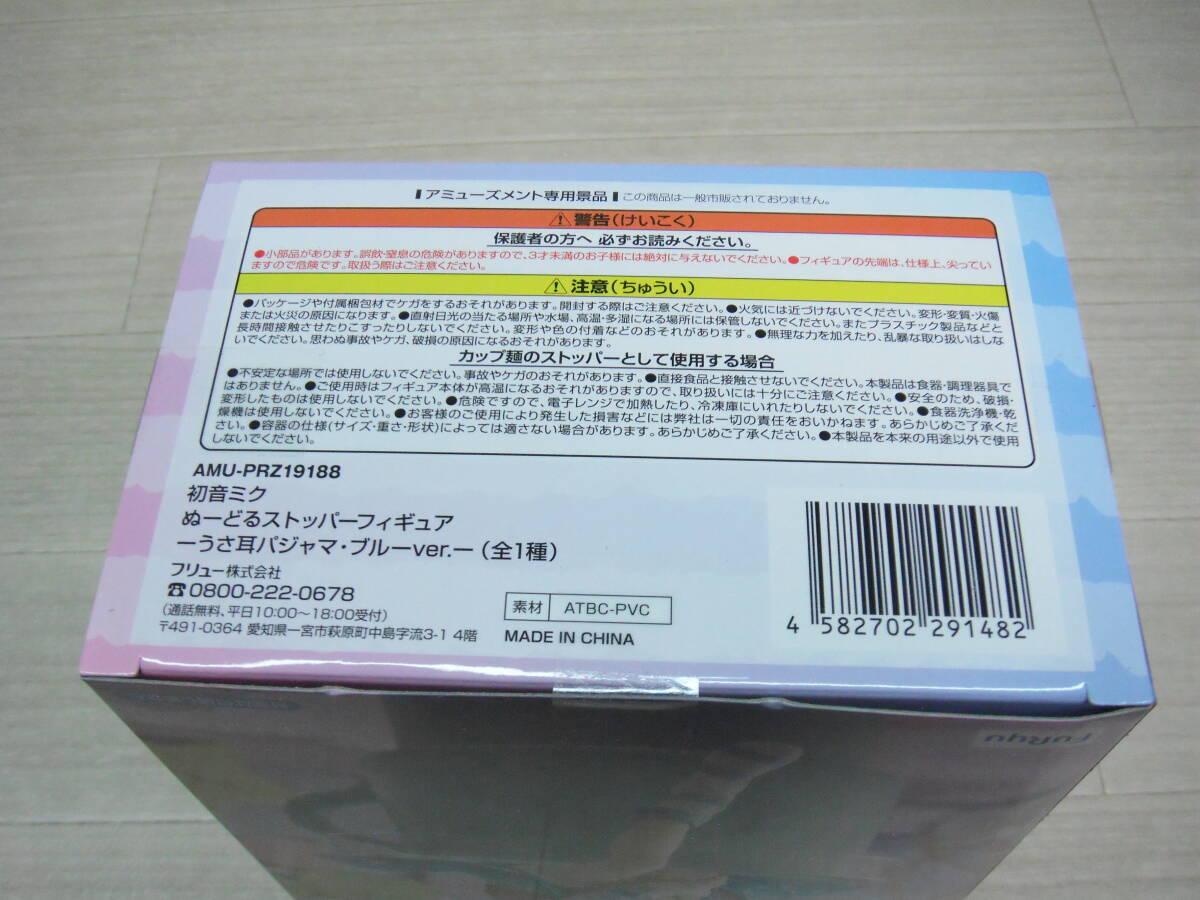 アミューズメント専用景品 この商品は一般市販されておりません。
⚠警告(けいこく)
保護者の方へ 必ずお読みください。
●小部品があります。誤飲・窒息の危険がありますので、3才未満のお子様には絶対に与えないでください。●フィギュアの先端は、仕様上、尖ってい
ますので危険です。取扱う際はご注意ください。
⚠注意(ちゅうい)
●パッケージや付属梱包材でケガをするおそれがあります。開封する際はご注意ください。●火気には近づけないでください。変形・変質・火傷
または火災の原因になります。●直射日光の当たる場所や水場、高温・多湿になる場所には保管しないでください。またプラスチック製品などと
長時間接触させたりこすったりしないでください。変形や色の付着などのおそれがあります。●無理な力を加えたり、乱暴な取り扱いはしな
いでください。思わぬ事故やケガ、破損の原因になるおそれがあります。
カップ麺のストッパーとして使用する場合
●不安定な場所では使用しないでください。事故やケガのおそれがあります。●直接食品と接触させないでください。本製品は食器・調理器具で
はありません。●ご使用時はフィギュア本体が高温になるおそれがありますので、取り扱いには十分にご注意ください。●安全のため、破損・
変形したものは使用しないでください。●危険ですので、電子レンジで加熱したり、冷凍庫にいれたりしないでください。●食器洗浄機・乾
燥機は使用しないでください。●お客様のご使用により発生した損害などには弊社は一切の責任をおいかねます。あらかじめご了承くださ
い。●容器の仕様(サイズ・重さ・形状)によっては適さない場合があります。あらかじめご了承ください。●本製品を本来の用途以外で使用
しないでください。
AMU-PRZ19188
初音ミク
ぬーどるストッパーフィギュア
ーうさ耳パジャマ・ブルーver.ー(全1種)
フリュー株式会社
☎0800-222-0678
(通話無料、平日10:00〜18:00受付)
〒491-0364 愛知県一宮市萩原町中島字流3-1 4階
素材 ATBC-PVC
MADE IN CHINA
4 582702 291482
FURYU